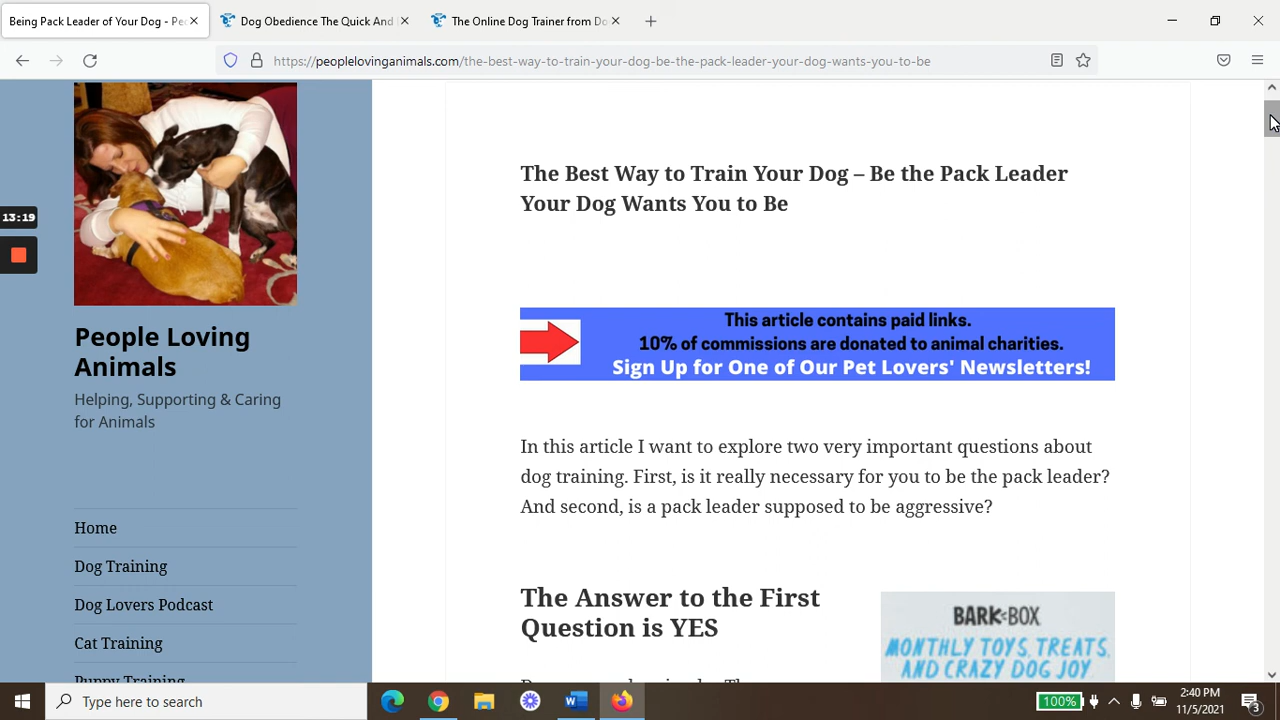 Being Pack Leader of Your Dog - Pe
Dog Obedience The Quick And
The Online Dog Trainer from Do
https://peoplelovinganimals.com/the-best-way-to-train-your-dog-be-the-pack-leader-your-dog-wants-you-to-be
13:19
People Loving
Animals
Helping, Supporting & Caring
for Animals
Home
Dog Training
Dog Lovers Podcast
Cat Training
Puppy Training
The Best Way to Train Your Dog – Be the Pack Leader
Your Dog Wants You to Be
This article contains paid links.
10% of commissions are donated to animal charities.
Sign Up for One of Our Pet Lovers' Newsletters!
In this article I want to explore two very important questions about
dog training. First, is it really necessary for you to be the pack leader?
And second, is a pack leader supposed to be aggressive?
The Answer to the First
Question is YES
BARK BOX
MONTHLY TOYS, TREATS,
AND CRAZY DOG JOY
Type here to search
100%
2:40 PM
11/5/2021
3